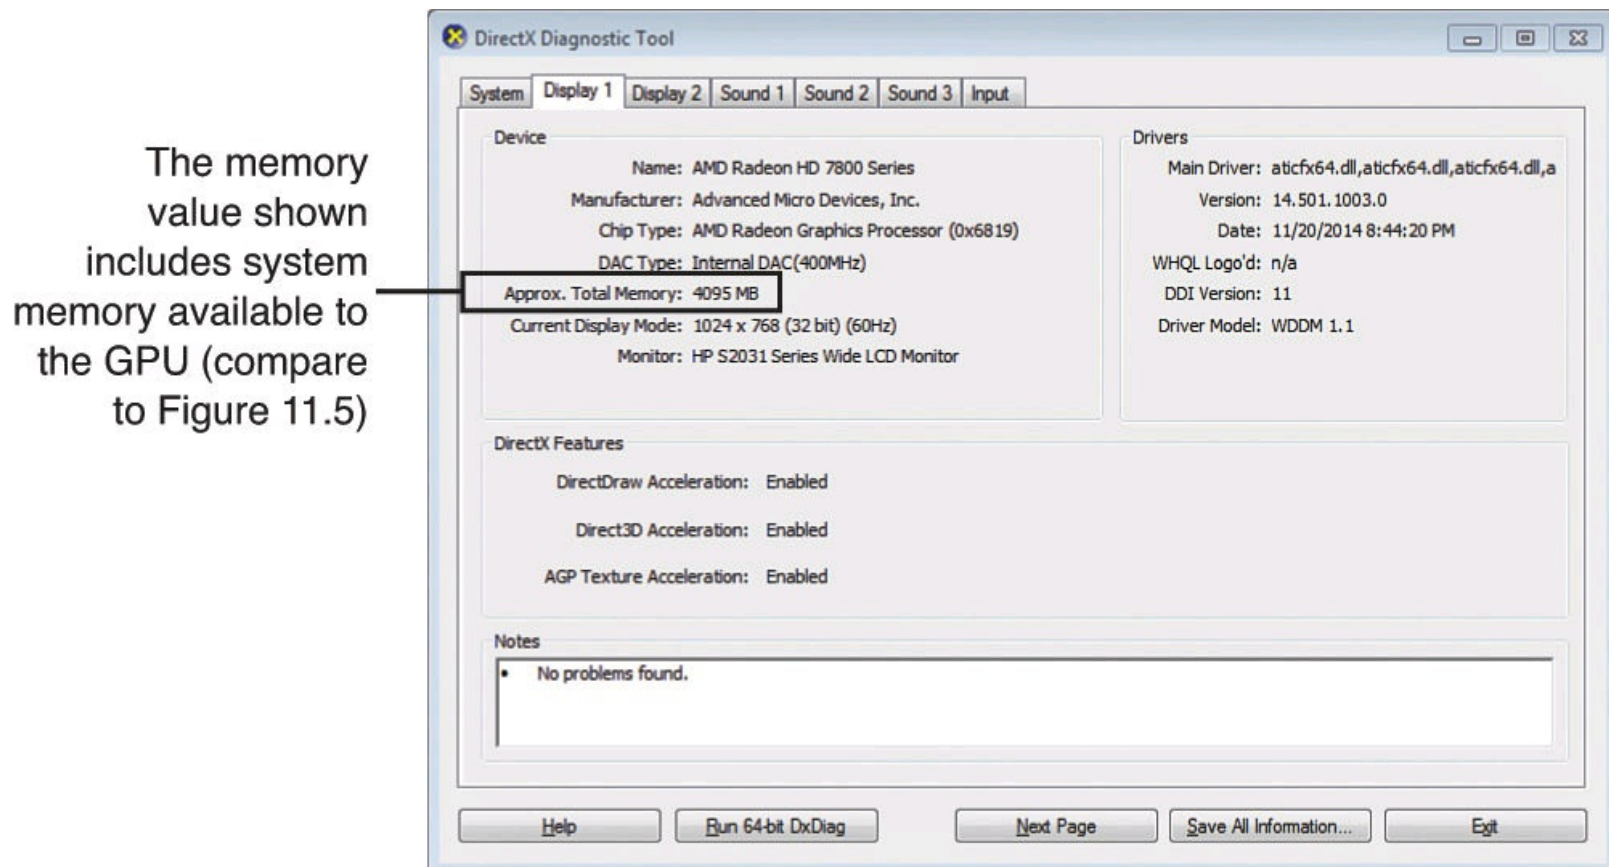 The memory
value shown
includes system
memory available to
the GPU (compare
to Figure 11.5)
DirectX Diagnostic Tool
System Display 1 Display 2 Sound 1 Sound 2 Sound 3 Input
Device
Name: AMD Radeon HD 7800 Series
Manufacturer: Advanced Micro Devices, Inc.
Chip Type: AMD Radeon Graphics Processor (0x6819)
DAC Type: Internal DAC(400MHz)
Approx. Total Memory: 4095 MB
Current Display Mode: 1024 x 768 (32 bit) (60Hz)
Monitor: HP S2031 Series Wide LCD Monitor
Drivers
Main Driver: aticfx64.dll,aticfx64.dll,aticfx64.dll,a
Version: 14.501.1003.0
Date: 11/20/2014 8:44:20 PM
WHQL Logo'd: n/a
DDI Version: 11
Driver Model: WDDM 1.1
DirectX Features
DirectDraw Acceleration: Enabled
Direct3D Acceleration: Enabled
AGP Texture Acceleration: Enabled
Notes
• No problems found.
Help Run 64-bit DxDiag Next Page Save All Information... Exit